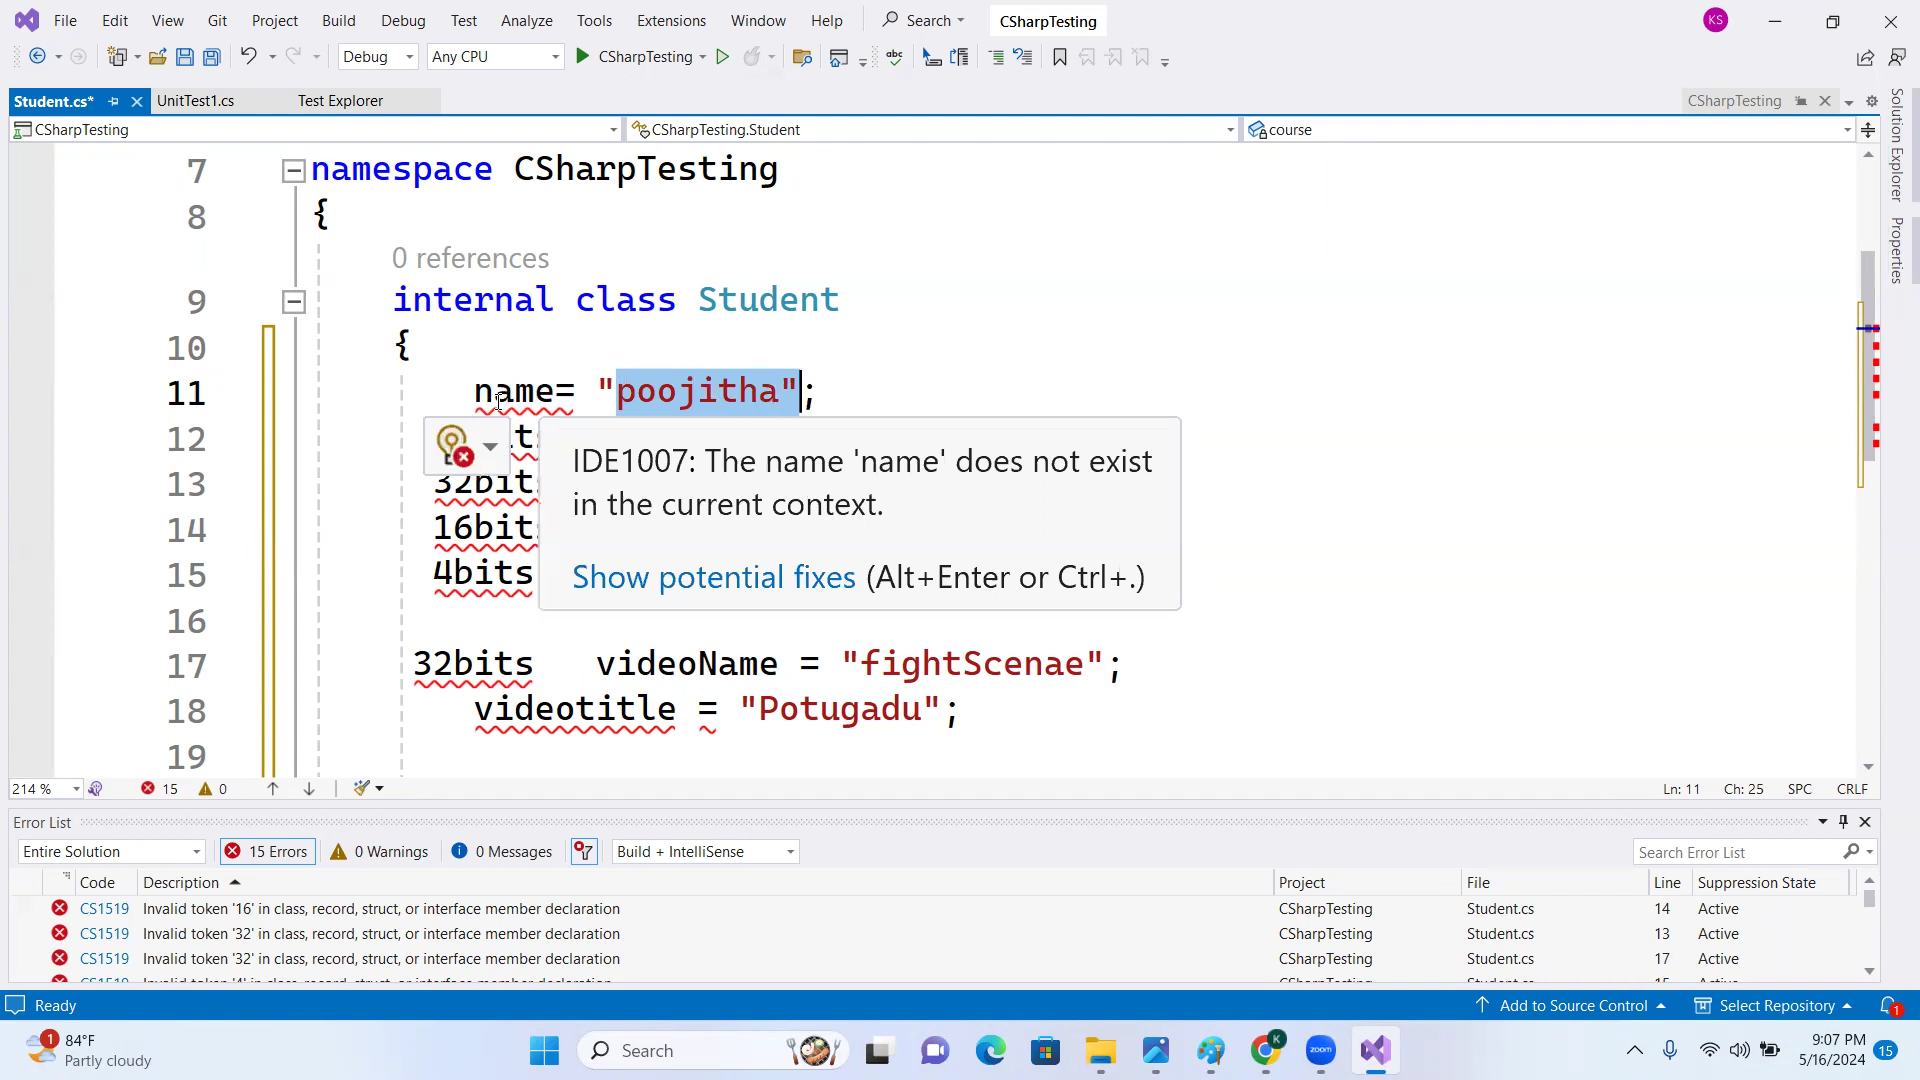 File Edit View Git Project Build Debug Test Analyze Tools Extensions Window Help Search CSharpTesting KS
Debug Any CPU CSharpTesting abc
Student.cs* UnitTest1.cs Test Explorer CSharpTesting
CSharpTesting CSharpTesting.Student course
Solution Explorer
Properties
7 namespace CSharpTesting
8 {
0 references
9 internal class Student
10 {
11 name= "poojitha";
12
13 32bits
14 16bits
15 4bits
IDE1007: The name 'name' does not exist
in the current context.
Show potential fixes (Alt+Enter or Ctrl+.)
16
17 32bits videoName = "fightScenae";
18 videotitle = "Potugadu";
19
214 % 15 0 Ln: 11 Ch: 25 SPC CRLF
Error List
Entire Solution 15 Errors 0 Warnings 0 Messages Build + IntelliSense Search Error List
Code Description Project File Line Suppression State
CS1519 Invalid token '16' in class, record, struct, or interface member declaration CSharpTesting Student.cs 14 Active
CS1519 Invalid token '32' in class, record, struct, or interface member declaration CSharpTesting Student.cs 13 Active
CS1519 Invalid token '32' in class, record, struct, or interface member declaration CSharpTesting Student.cs 17 Active
Ready Add to Source Control Select Repository 1
1 84°F
Partly cloudy
Search zoom K
9:07 PM
5/16/2024 15